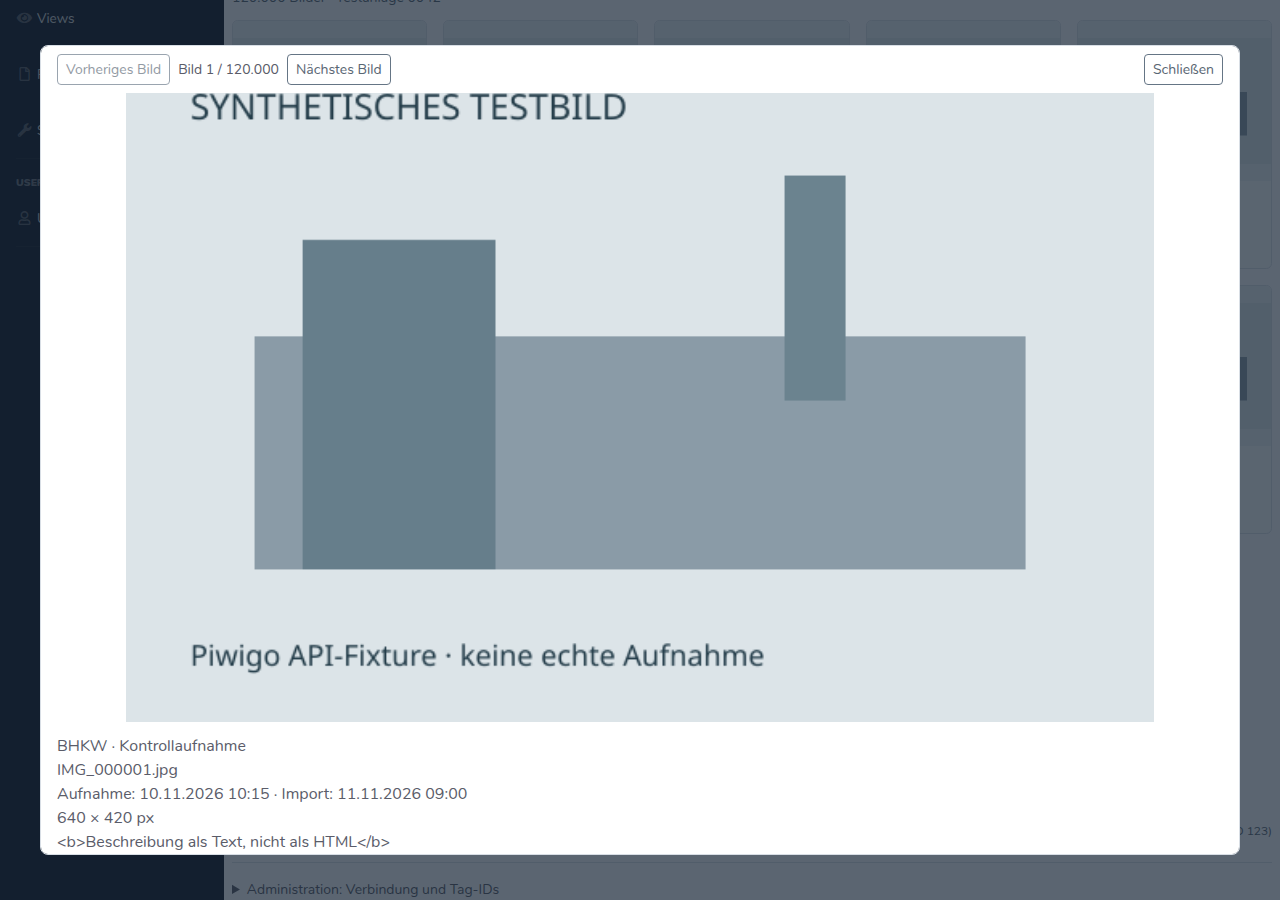 Views
Vorheriges Bild
Bild 1 / 120.000
Nächstes Bild
Schließen
SYNTHETISCHES TESTBILD
Piwigo API-Fixture · keine echte Aufnahme
BHKW · Kontrollaufnahme
IMG_000001.jpg
Aufnahme: 10.11.2026 10:15 · Import: 11.11.2026 09:00
640 × 420 px
<b>Beschreibung als Text, nicht als HTML</b>
123)
Administration: Verbindung und Tag-IDs